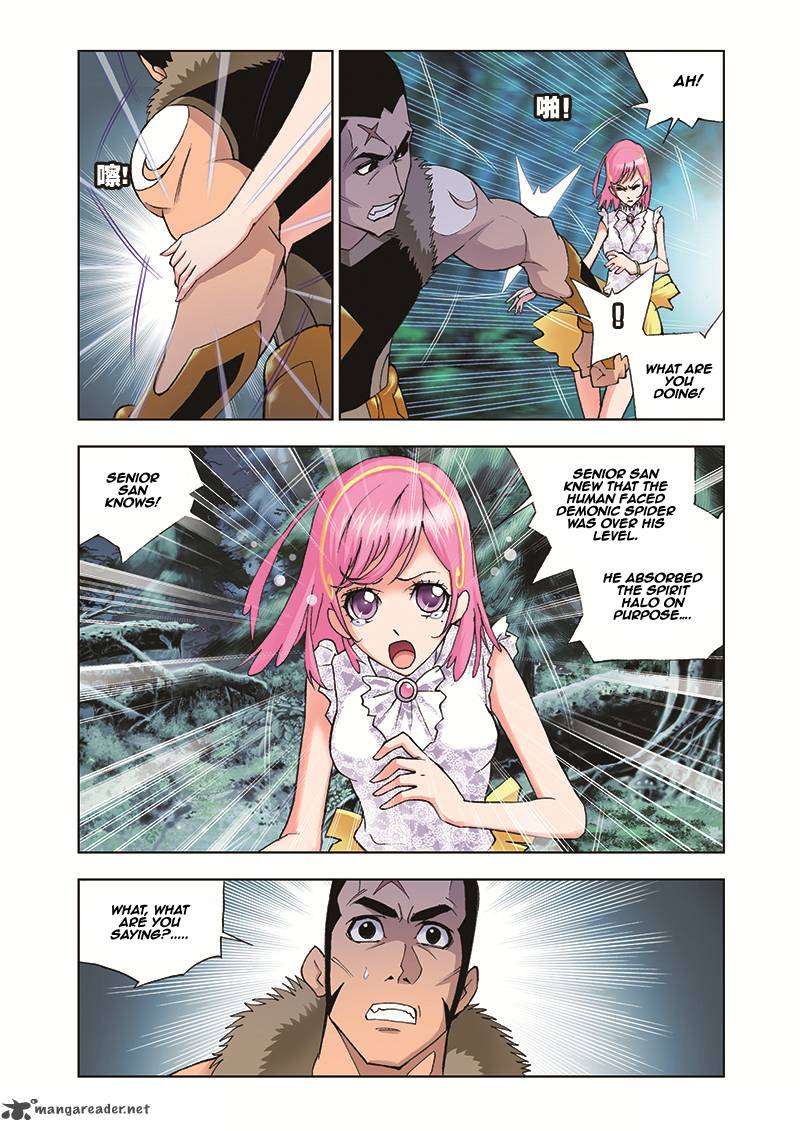 嚓!
啪!
AH!
!
WHAT ARE
YOU
DOING!
SENIOR
SAN
KNOWS!
SENIOR SAN
KNEW THAT THE
HUMAN FACED
DEMONIC SPIDER
WAS OVER HIS
LEVEL.
HE ABSORBED
THE SPIRIT
HALO ON
PURPOSE....
WHAT, WHAT
ARE YOU
SAYING?.....
mangareader.net